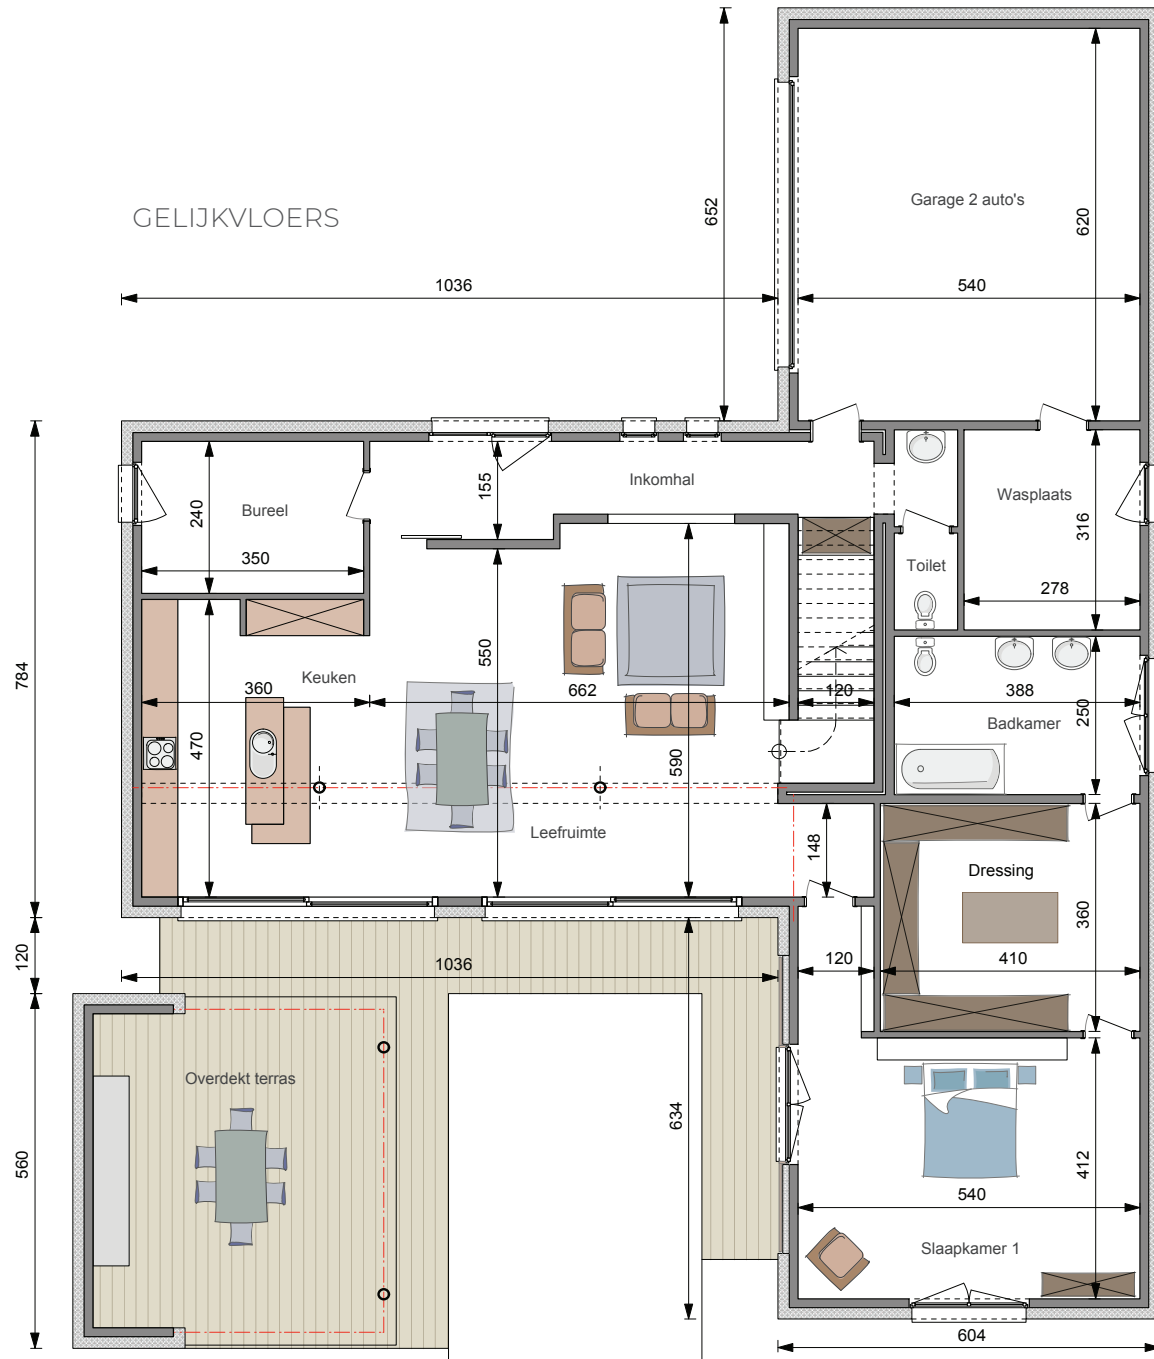 GELIJKVLOERS
652
Garage 2 auto's
620
1036
540
Inkomhal
155
Bureel
240
350
Wasplaats
316
Toilet
278
784
550
Keuken
360
662
120
388
250
Badkamer
470
590
Leefruimte
148
Dressing
360
120
1036
120
410
Overdekt terras
634
560
412
540
Slaapkamer 1
604